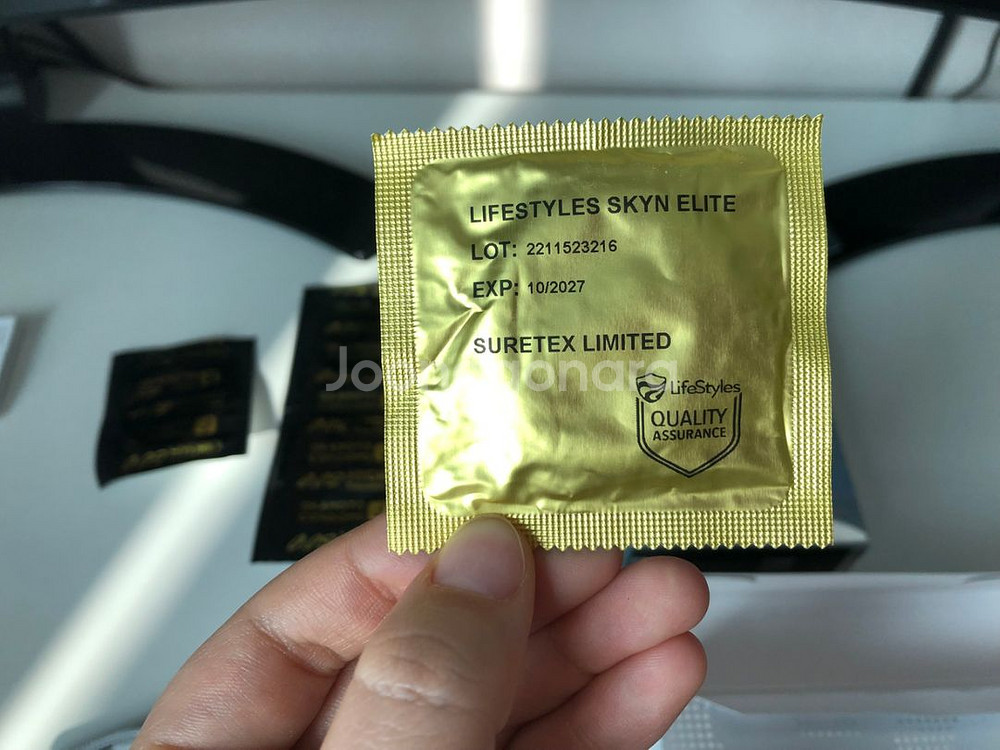 LIFESTYLES SKYN ELITE
LOT: 2211523216
EXP: 10/2027
SURETEX LIMITED
LifeStyles
QUALITY
ASSURANCE